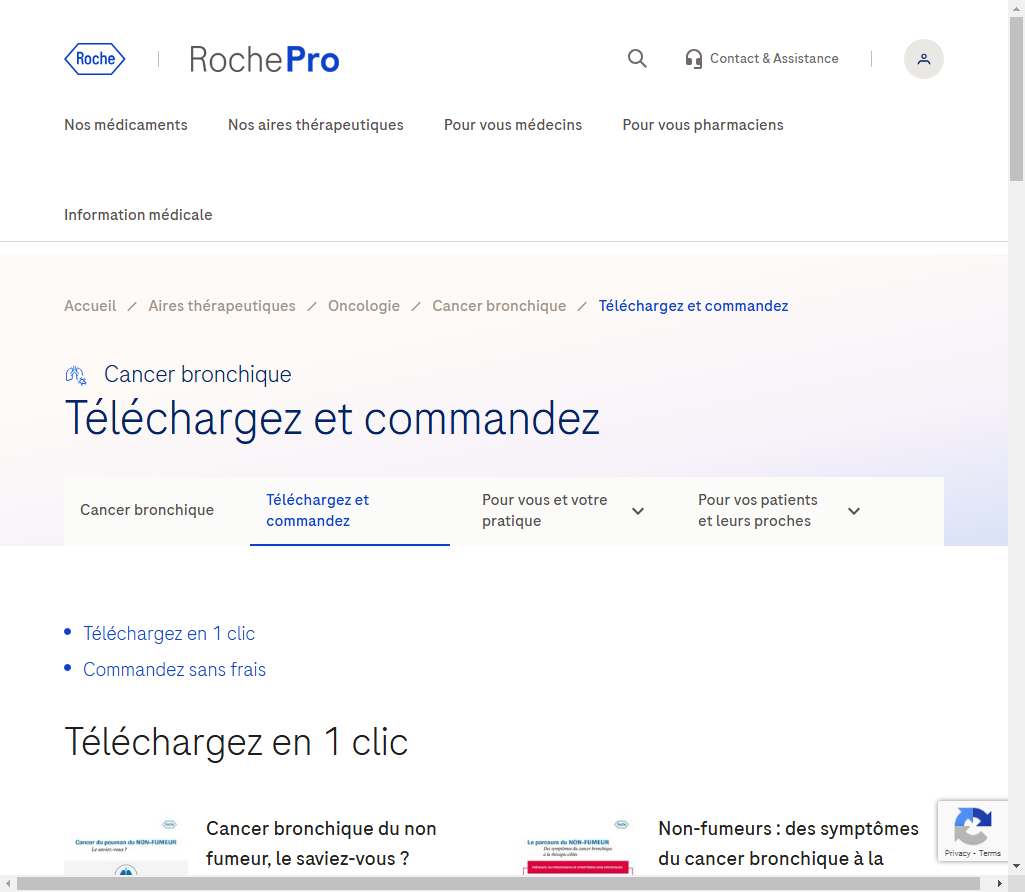 Roche
RochePro
Contact & Assistance
Nos médicaments
Nos aires thérapeutiques
Pour vous médecins
Pour vous pharmaciens
Information médicale
Accueil / Aires thérapeutiques / Oncologie / Cancer bronchique / Téléchargez et commandez
Cancer bronchique
Téléchargez et commandez
Cancer bronchique
Téléchargez et
commandez
Pour vous et votre
pratique
Pour vos patients
et leurs proches
• Téléchargez en 1 clic
• Commandez sans frais
Téléchargez en 1 clic
Roche
Cancer du poumon du NON-FUMEUR
Le saviez-vous ?
Cancer bronchique du non
fumeur, le saviez-vous ?
Roche
Le parcours du NON-FUMEUR
Des symptômes du cancer bronchique
à la thérapie ciblée
Non-fumeurs : des symptômes
du cancer bronchique à la
Privacy - Terms